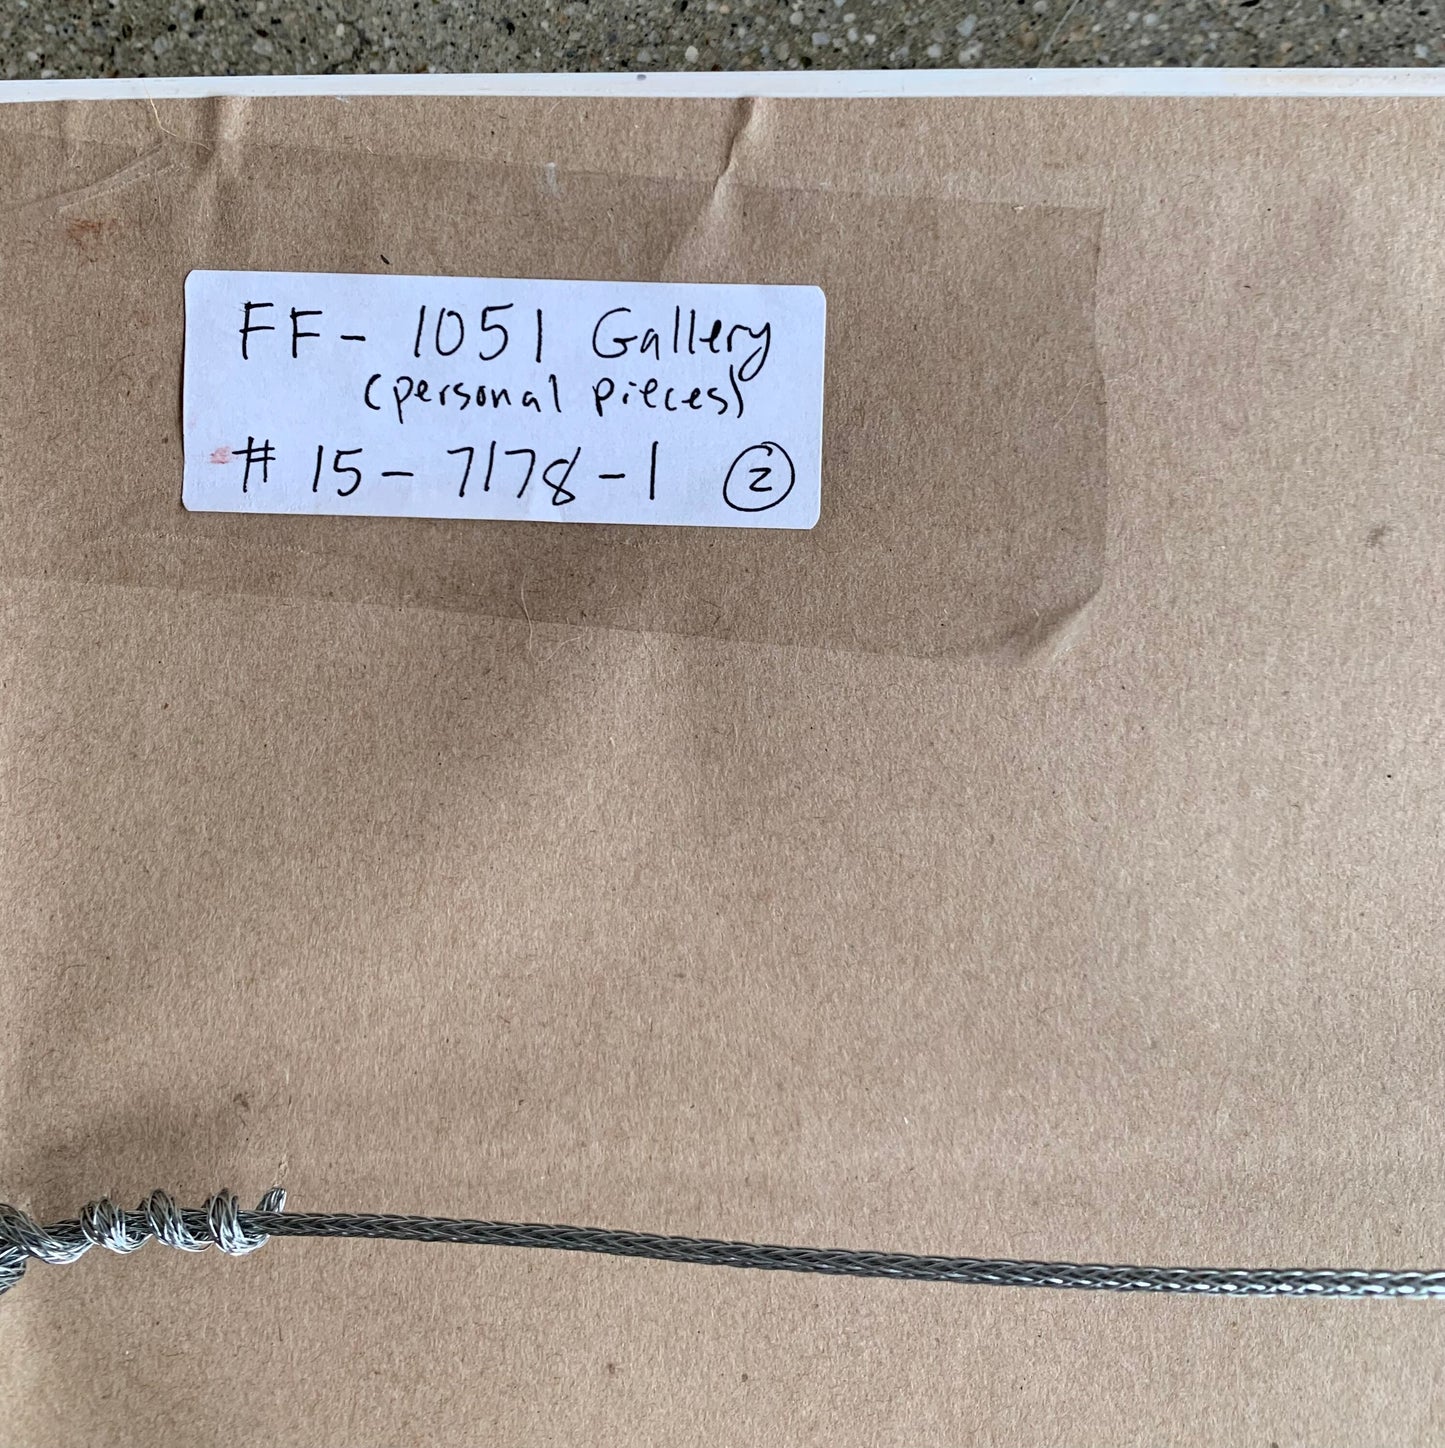 FF- 1051 Gallery
(personal pieces)
# 15-7178-1 ②